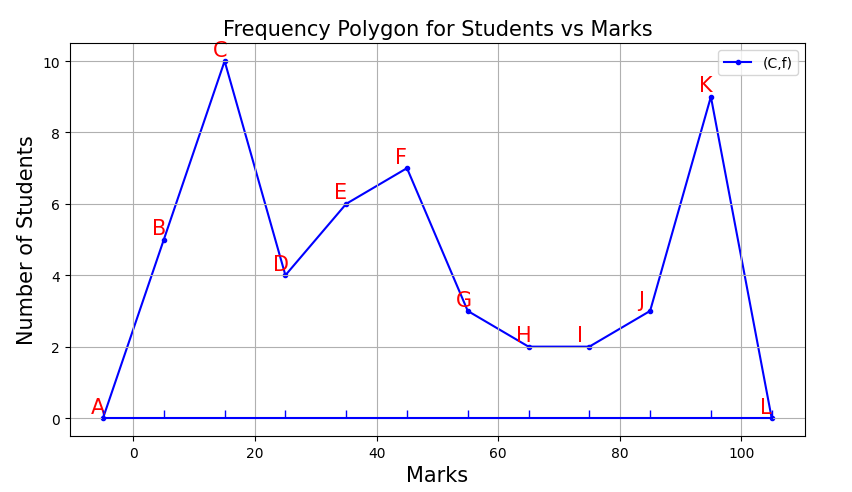 Frequency Polygon for Students vs Marks
(C,f)
Number of Students
10
8
6
4
2
0
A
B
C
D
E
F
G
H
I
J
K
L
0 20 40 60 80 100
Marks